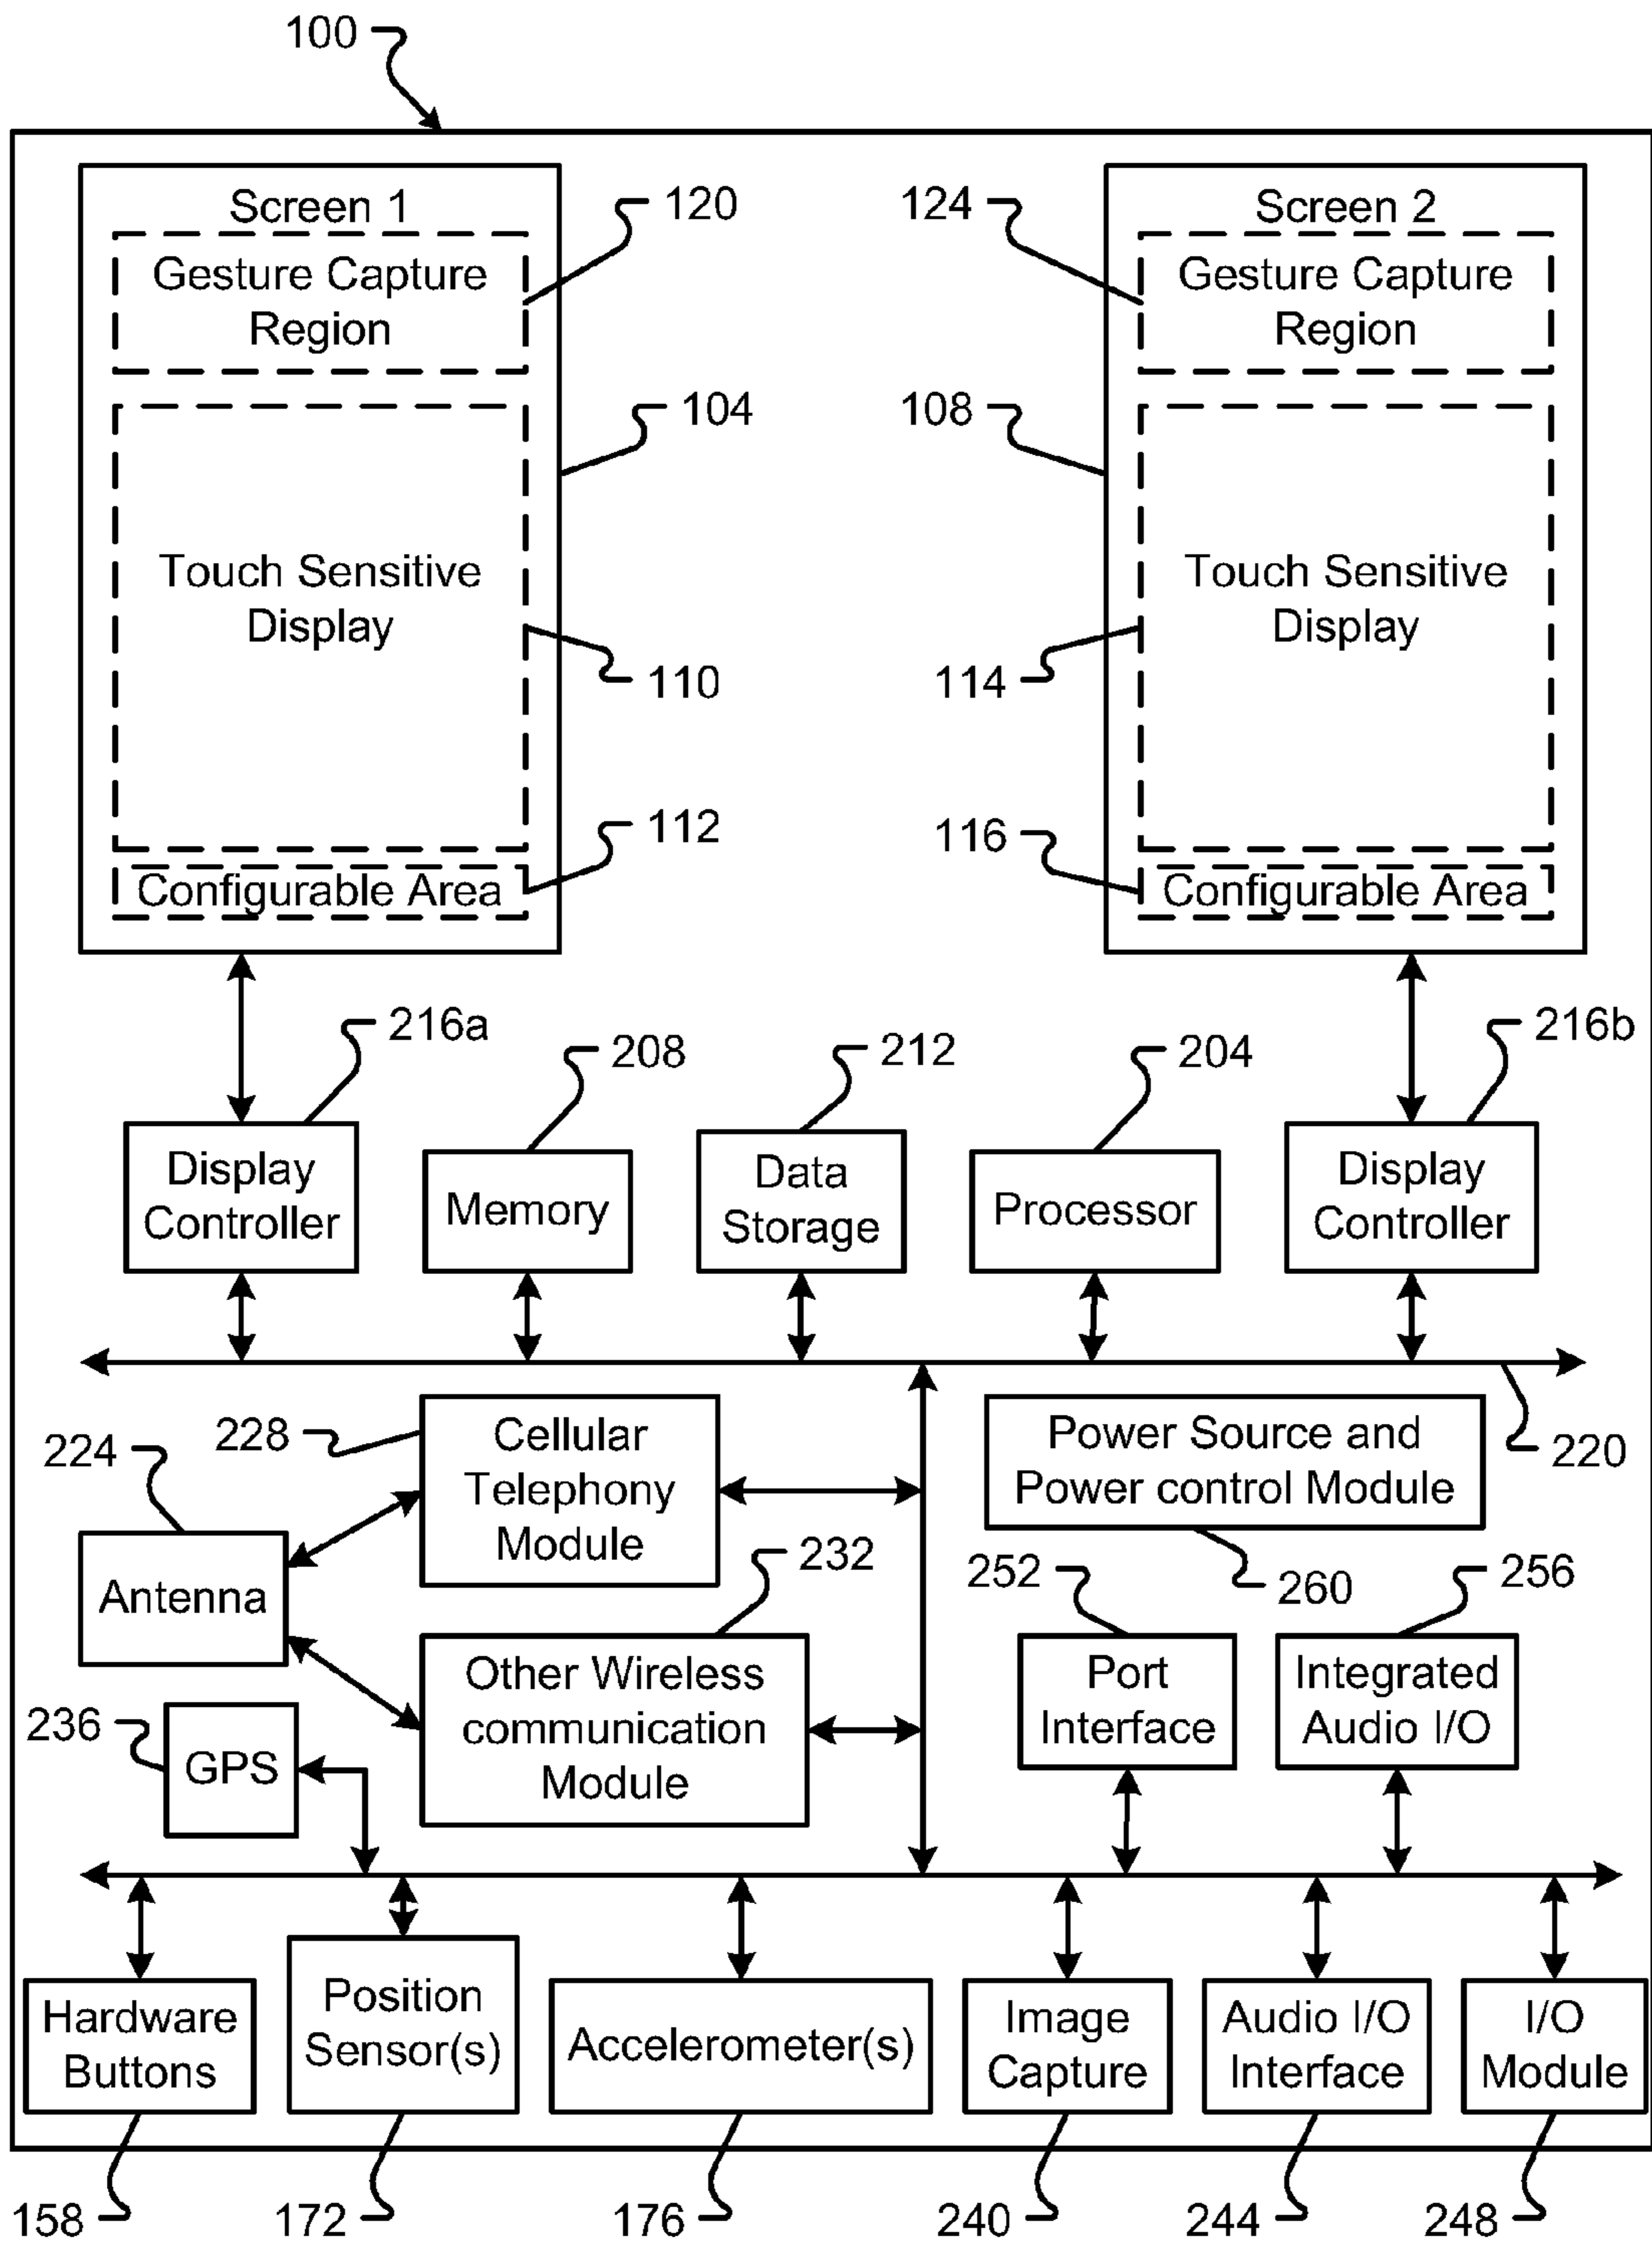 100
Screen 1
Gesture Capture
Region
120
124
Screen 2
Gesture Capture
Region
104
108
Touch Sensitive
Display
110
114
Touch Sensitive
Display
112
116
Configurable Area
Configurable Area
216a
208
212
204
216b
Display
Controller
Memory
Data
Storage
Processor
Display
Controller
220
224
228
Cellular
Telephony
Module
Power Source and
Power control Module
260
Antenna
232
252
256
Other Wireless
communication
Module
Port
Interface
Integrated
Audio I/O
236
GPS
Hardware
Buttons
Position
Sensor(s)
Accelerometer(s)
Image
Capture
Audio I/O
Interface
I/O
Module
158
172
176
240
244
248